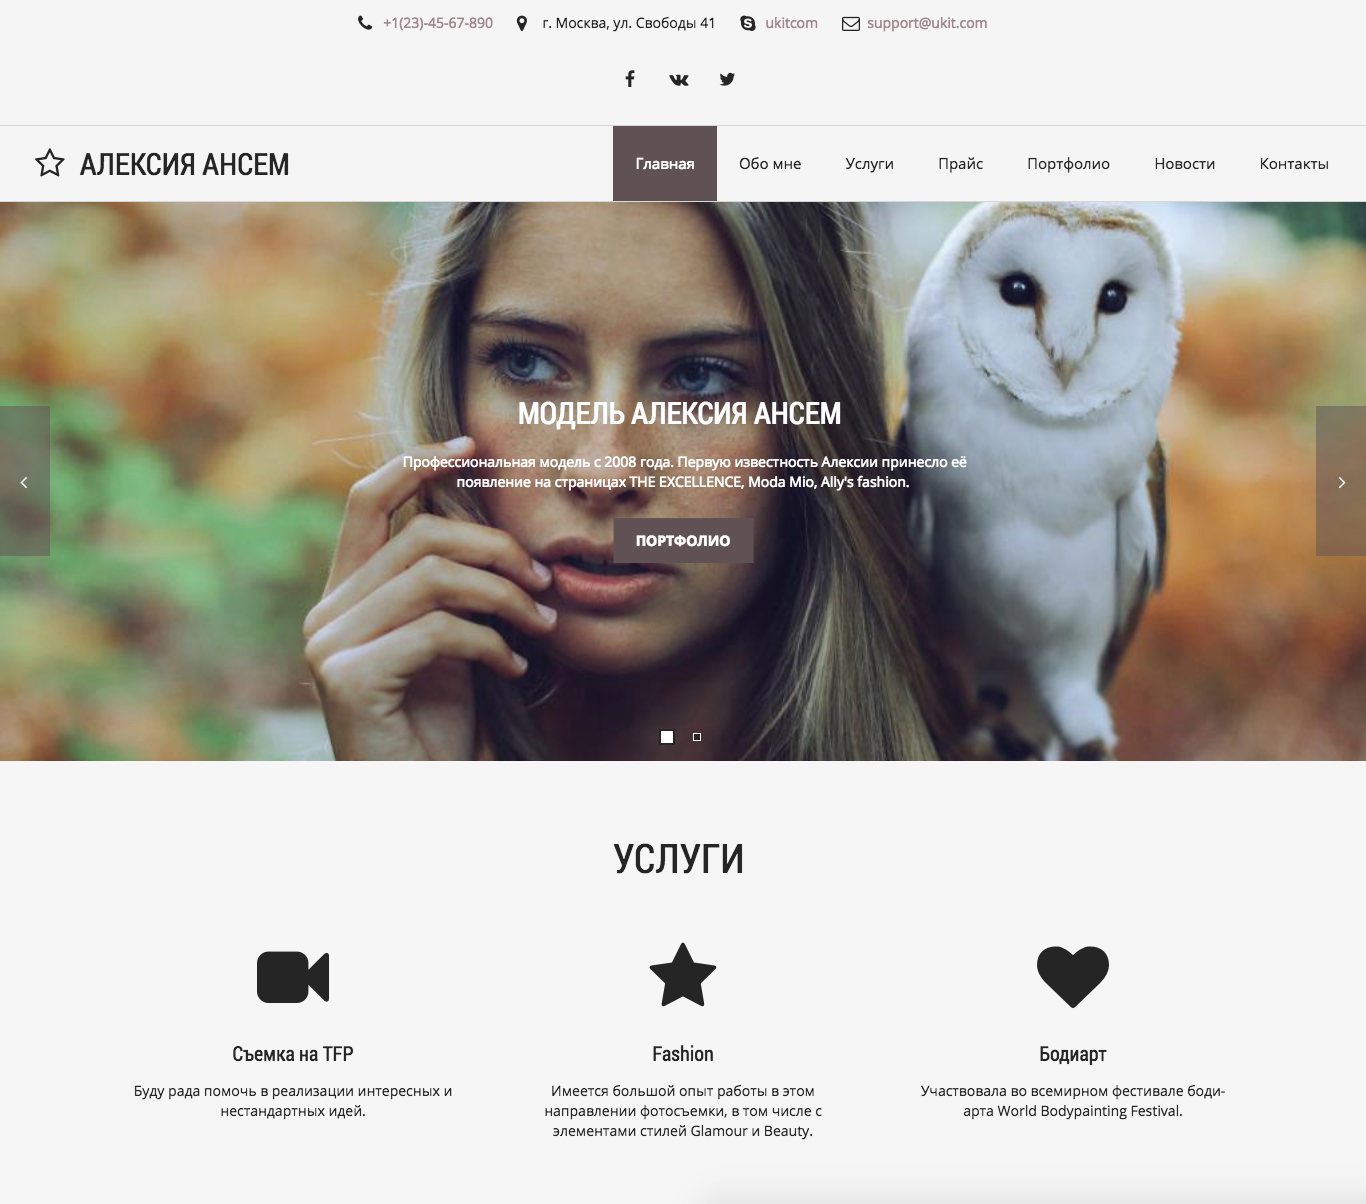 +1(23)-45-67-890 г. Москва, ул. Свободы 41 ukitcom support@ukit.com
АЛЕКСИЯ АНСЕМ
Главная Обо мне Услуги Прайс Портфолио Новости Контакты
МОДЕЛЬ АЛЕКСИЯ АНСЕМ
Профессиональная модель с 2008 года. Первую известность Алексии принесло её
появление на страницах THE EXCELLENCE, Moda Mio, Ally's fashion.
ПОРТФОЛИО
УСЛУГИ
Съемка на TFP
Буду рада помочь в реализации интересных и
нестандартных идей.
Fashion
Имеется большой опыт работы в этом
направлении фотосъемки, в том числе с
элементами стилей Glamour и Beauty.
Бодиарт
Участвовала во всемирном фестивале боди-
арта World Bodypainting Festival.